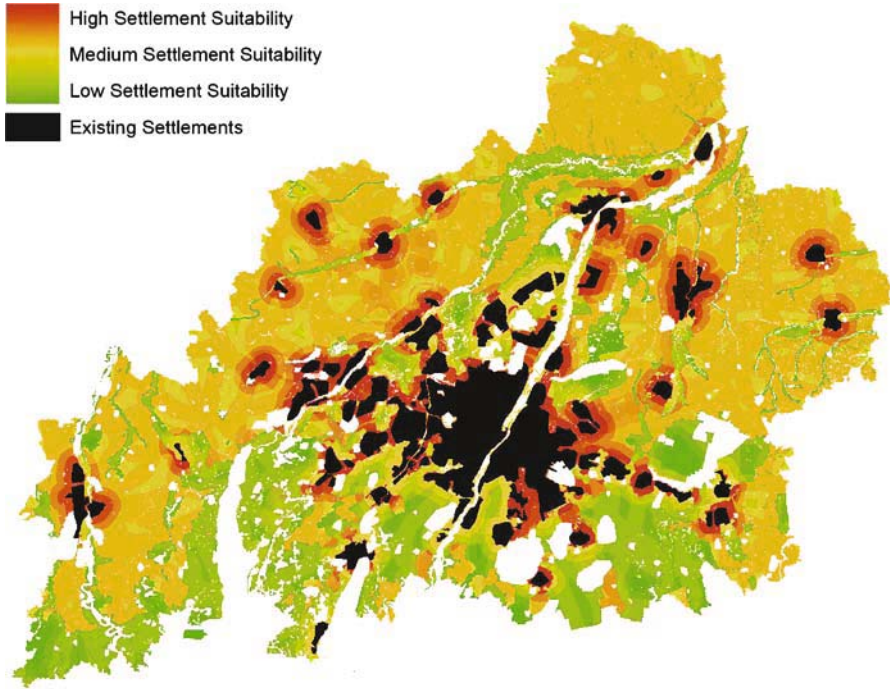 High Settlement Suitability
Medium Settlement Suitability
Low Settlement Suitability
Existing Settlements